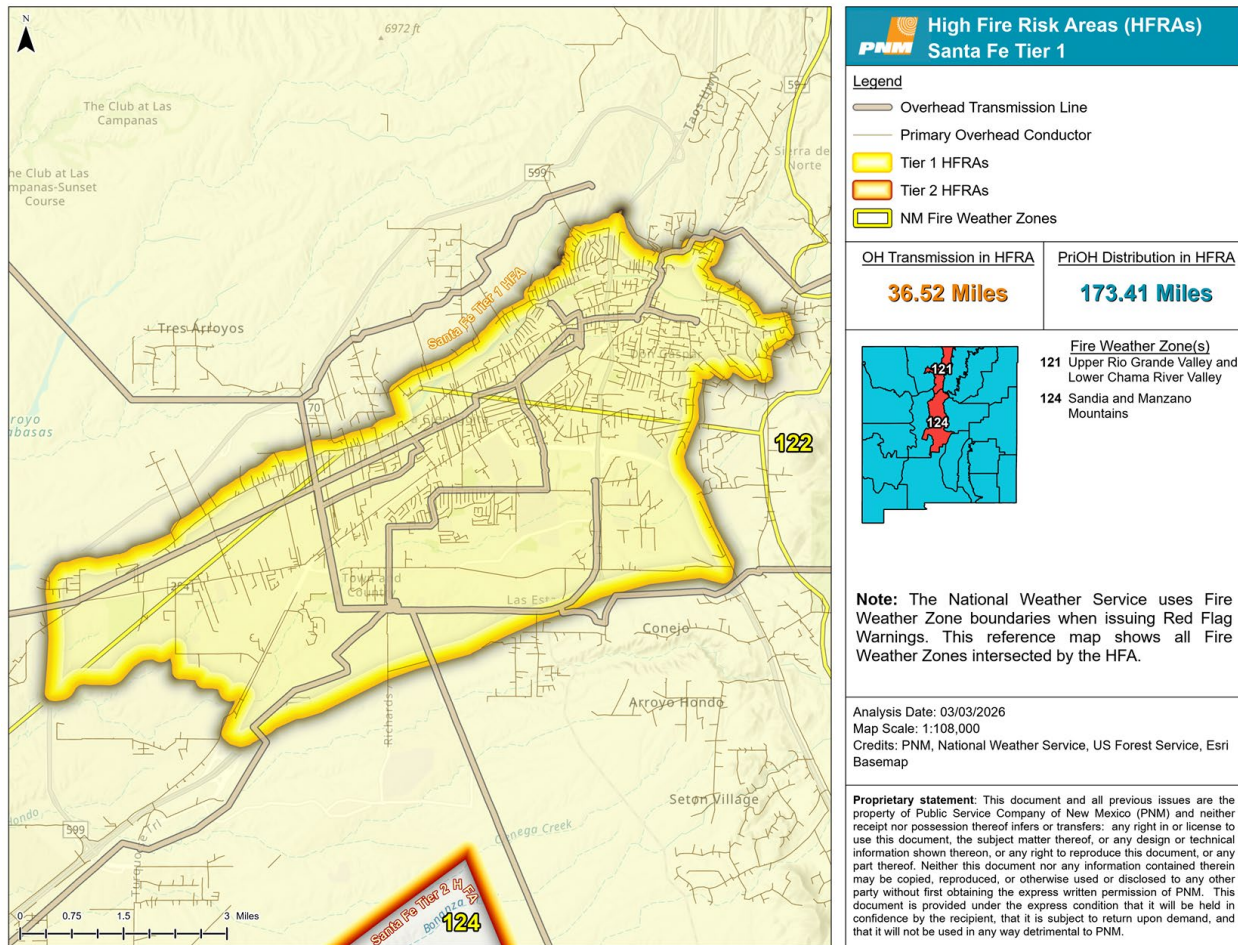 N
6972 ft
The Club at Las
Campanas
he Club at Las
mpanas-Sunset
Course
599
Taos Hwy
Sierra de
Norte
Santa Fe Tier 1 HFA
Tres Arroyos
royo
abasas
70
Don Gaspar
122
284
Town and
Country
Las Esta
Conejo
Arroyo Hondo
Richards
Seton Village
Hondo
599
Turquoise Trl
Cienega Creek
Santa Fe Tier 2 HFA
Bonanza
124
0 0.75 1.5 3 Miles
PNM
High Fire Risk Areas (HFRAs)
Santa Fe Tier 1
Legend
Overhead Transmission Line
Primary Overhead Conductor
Tier 1 HFRAs
Tier 2 HFRAs
NM Fire Weather Zones
OH Transmission in HFRA
36.52 Miles
PriOH Distribution in HFRA
173.41 Miles
121
124
Fire Weather Zone(s)
121 Upper Rio Grande Valley and
Lower Chama River Valley
124 Sandia and Manzano
Mountains
Note: The National Weather Service uses Fire
Weather Zone boundaries when issuing Red Flag
Warnings. This reference map shows all Fire
Weather Zones intersected by the HFA.
Analysis Date: 03/03/2026
Map Scale: 1:108,000
Credits: PNM, National Weather Service, US Forest Service, Esri
Basemap
Proprietary statement: This document and all previous issues are the
property of Public Service Company of New Mexico (PNM) and neither
receipt nor possession thereof infers or transfers: any right in or license to
use this document, the subject matter thereof, or any design or technical
information shown thereon, or any right to reproduce this document, or any
part thereof. Neither this document nor any information contained therein
may be copied, reproduced, or otherwise used or disclosed to any other
party without first obtaining the express written permission of PNM. This
document is provided under the express condition that it will be held in
confidence by the recipient, that it is subject to return upon demand, and
that it will not be used in any way detrimental to PNM.